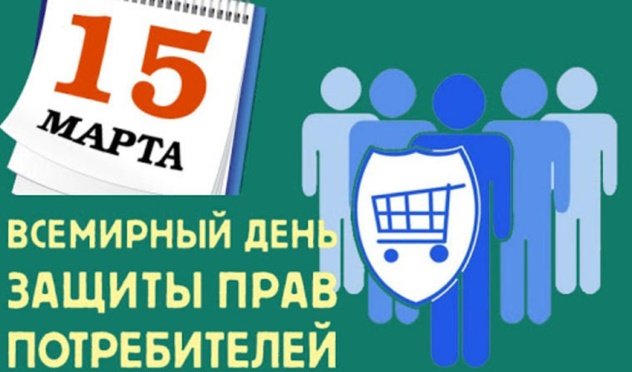 15
МАРТА
ВСЕМИРНЫЙ ДЕНЬ
ЗАЩИТЫ ПРАВ
ПОТРЕБИТЕЛЕЙ